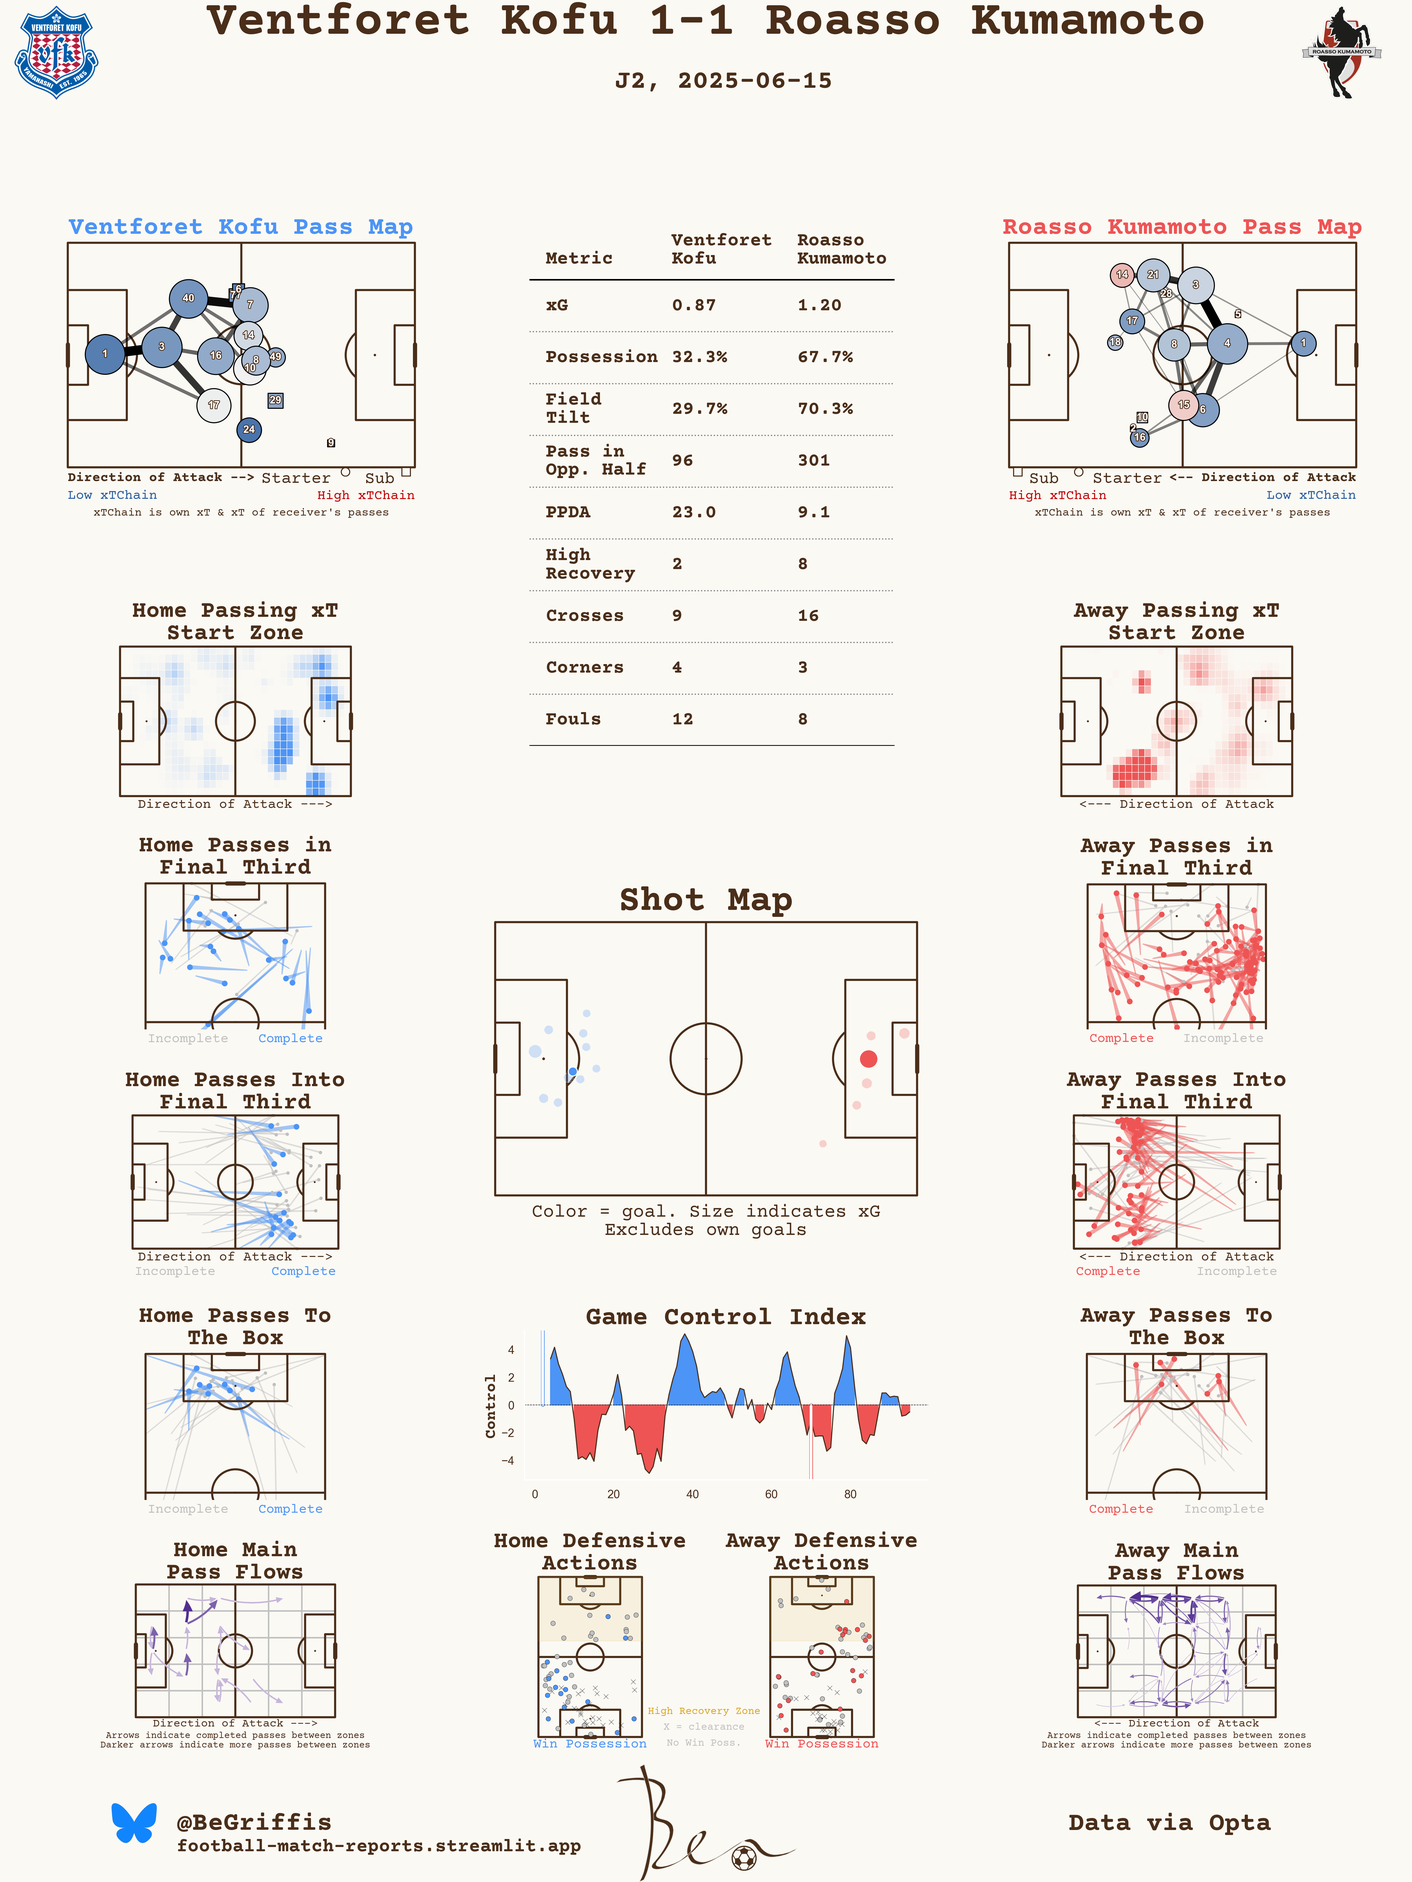 Ventforet Kofu 1-1 Roasso Kumamoto
J2, 2025-06-15
VENTFORET KOFU
vfk
YAMANASHI EST. 1965
ROASSO KUMAMOTO
Ventforet Kofu Pass Map
40
6
7
7
14
3
1
16
8
49
10
17
29
24
9
Direction of Attack --> Starter Sub
Low xTChain High xTChain
xTChain is own xT & xT of receiver's passes
Metric Ventforet Kofu Roasso Kumamoto
xG 0.87 1.20
Possession 32.3% 67.7%
Field Tilt 29.7% 70.3%
Pass in Opp. Half 96 301
PPDA 23.0 9.1
High Recovery 2 8
Crosses 9 16
Corners 4 3
Fouls 12 8
Roasso Kumamoto Pass Map
14
21
3
28
5
17
18
8
4
1
15
6
10
2
16
Sub Starter <-- Direction of Attack
High xTChain Low xTChain
xTChain is own xT & xT of receiver's passes
Home Passing xT
Start Zone
Direction of Attack --->
Away Passing xT
Start Zone
<--- Direction of Attack
Home Passes in
Final Third
Incomplete Complete
Away Passes in
Final Third
Complete Incomplete
Shot Map
Color = goal. Size indicates xG
Excludes own goals
Home Passes Into
Final Third
Direction of Attack --->
Incomplete Complete
Away Passes Into
Final Third
<--- Direction of Attack
Complete Incomplete
Game Control Index
Control
4
2
0
−2
−4
0 20 40 60 80
Home Passes To
The Box
Incomplete Complete
Away Passes To
The Box
Complete Incomplete
Home Main
Pass Flows
Direction of Attack --->
Arrows indicate completed passes between zones
Darker arrows indicate more passes between zones
Home Defensive
Actions
Win Possession
Away Defensive
Actions
Win Possession
High Recovery Zone
X = clearance
No Win Poss.
Away Main
Pass Flows
<--- Direction of Attack
Arrows indicate completed passes between zones
Darker arrows indicate more passes between zones
@BeGriffis
football-match-reports.streamlit.app
Ben
Data via Opta